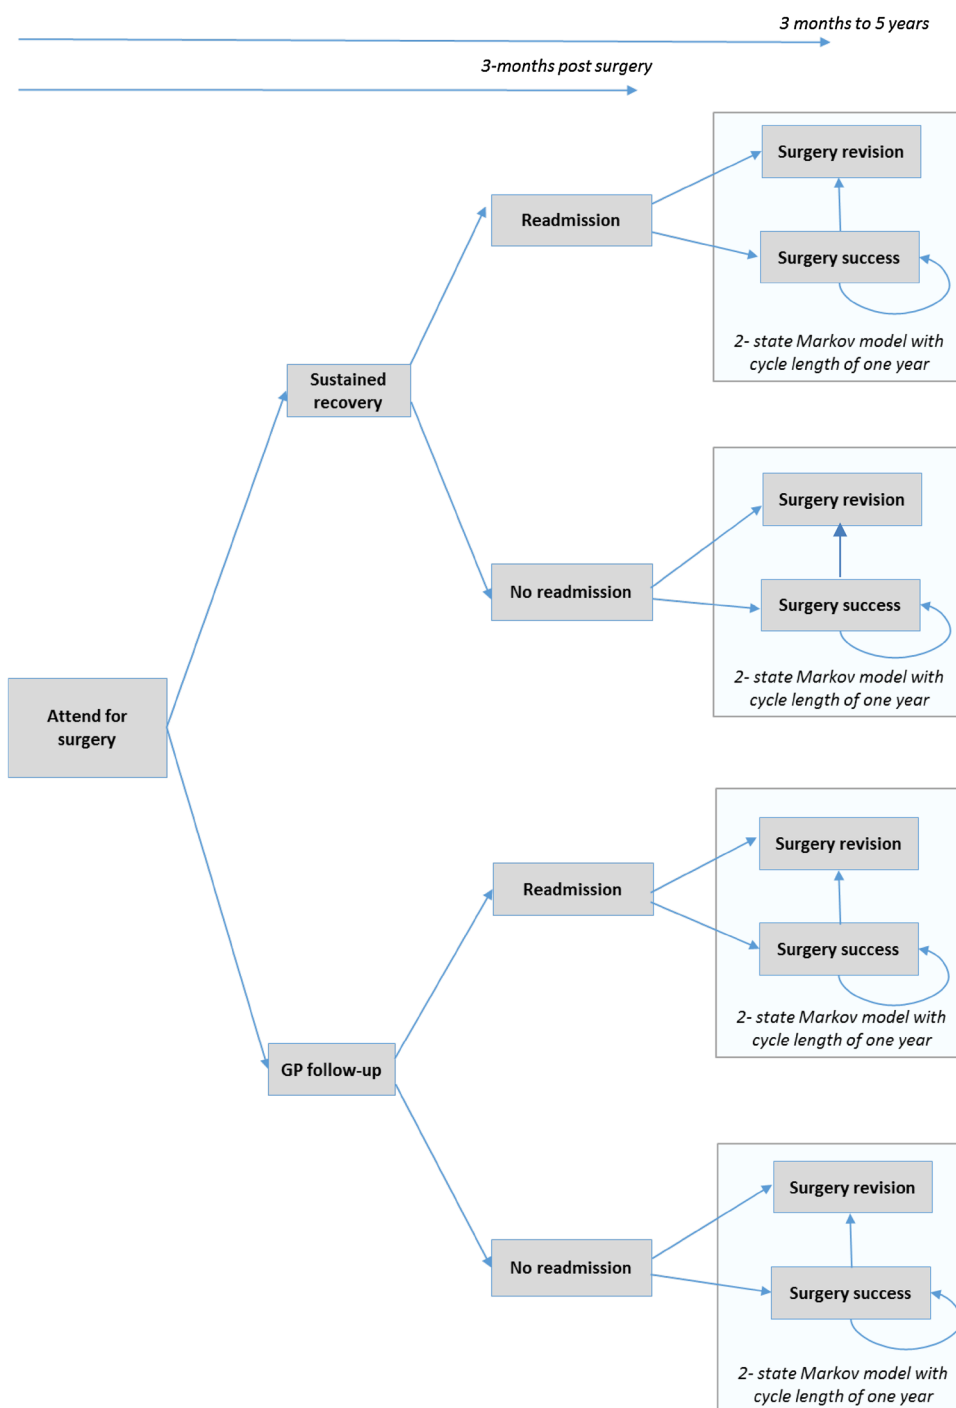 3 months to 5 years
3-months post surgery
Surgery revision
Readmission
Surgery success
2- state Markov model with
cycle length of one year
Sustained
recovery
Surgery revision
No readmission
Surgery success
2- state Markov model with
cycle length of one year
Attend for
surgery
Surgery revision
Readmission
Surgery success
2- state Markov model with
cycle length of one year
GP follow-up
Surgery revision
No readmission
Surgery success
2- state Markov model with
cycle length of one year